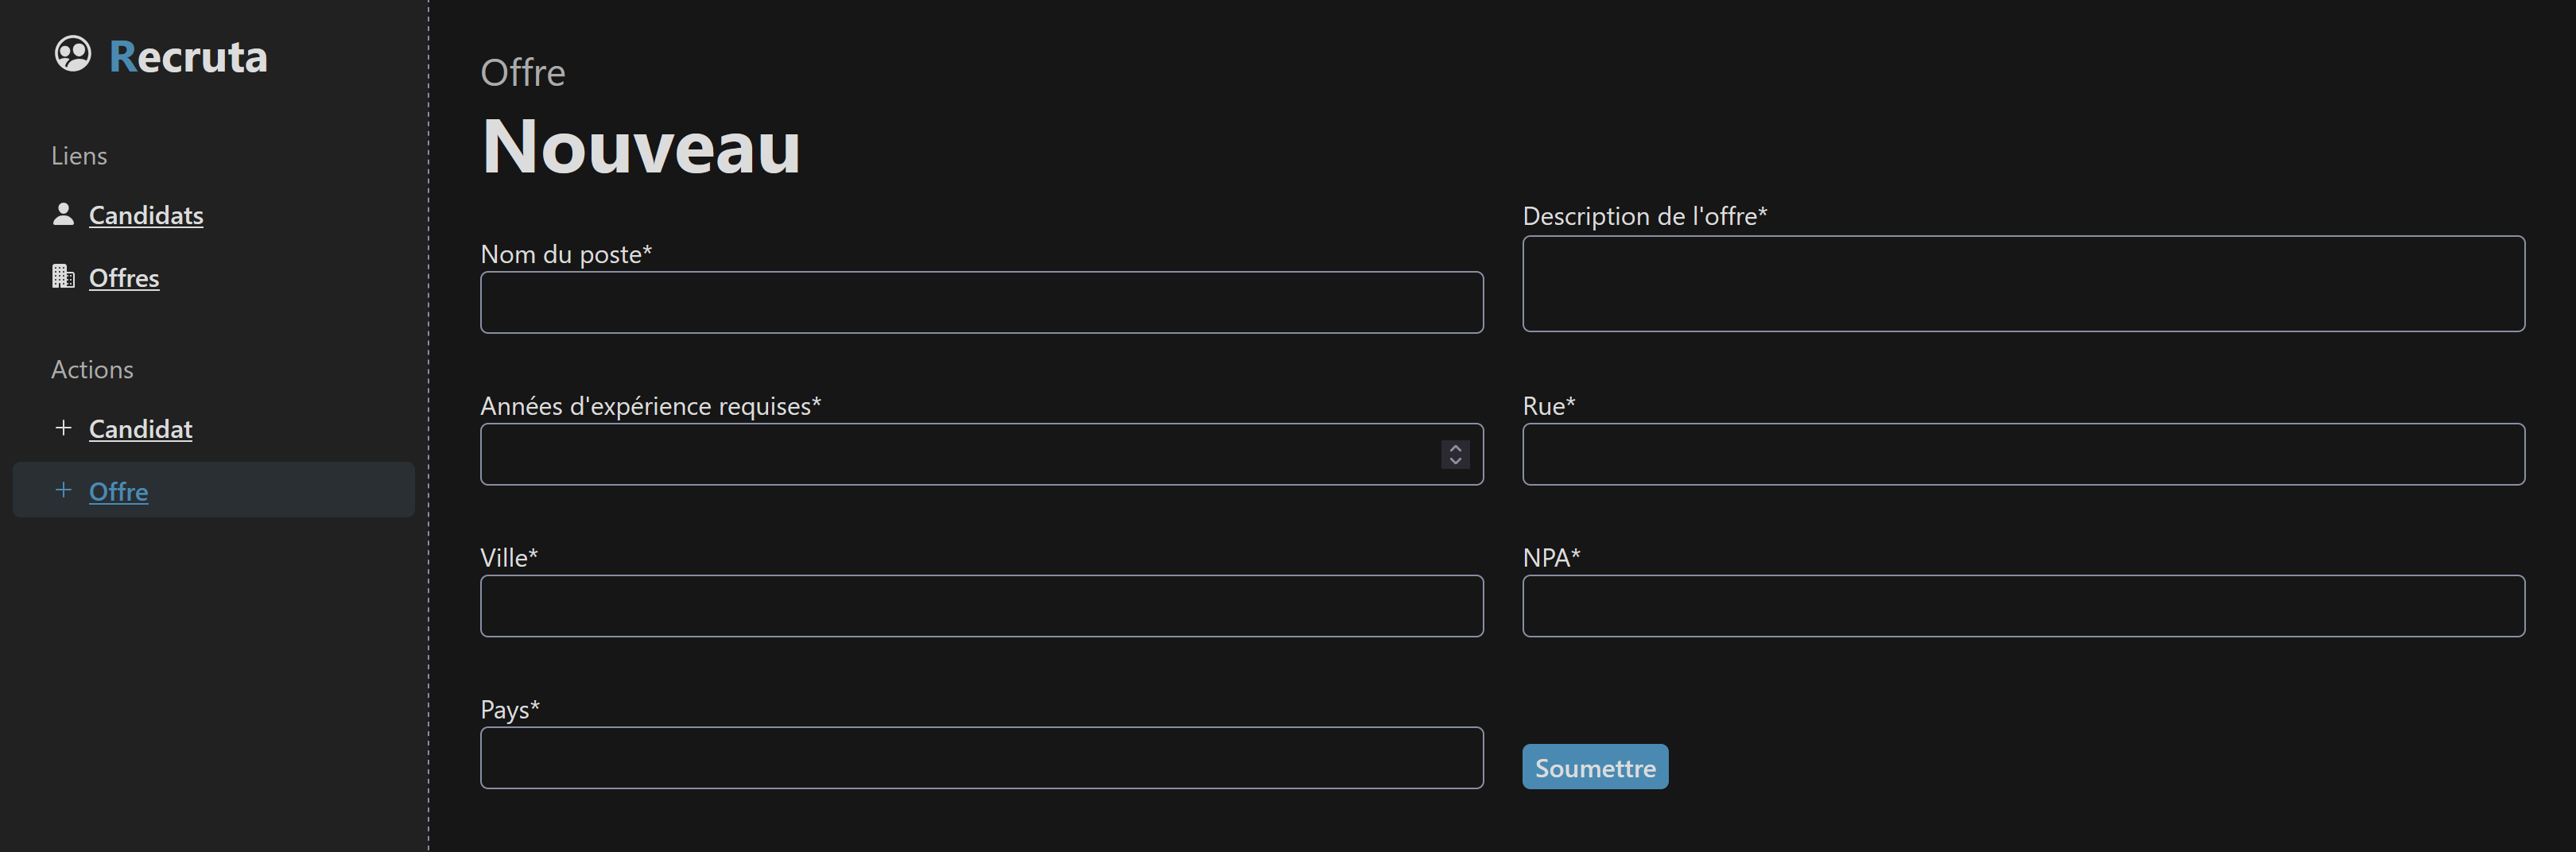 Recruta
Liens
Candidats
Offres
Actions
+ Candidat
+ Offre
Offre
Nouveau
Nom du poste*
Description de l'offre*
Années d'expérience requises*
Rue*
Ville*
NPA*
Pays*
Soumettre